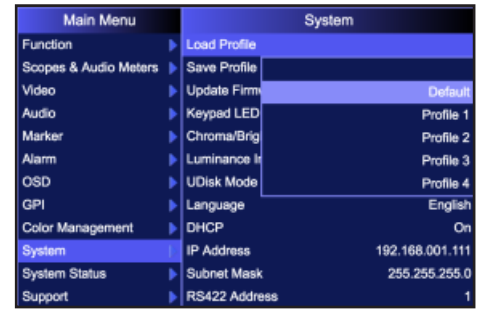 Main Menu
System
Function
Load Profile
Scopes & Audio Meters
Save Profile
Video
Update Firm
Default
Audio
Keypad LED
Profile 1
Marker
Chroma/Brig
Profile 2
Alarm
Luminance In
Profile 3
OSD
UDisk Mode
Profile 4
GPI
Language
English
Color Management
DHCP
On
System
IP Address
192.168.001.111
System Status
Subnet Mask
255.255.255.0
Support
RS422 Address
1